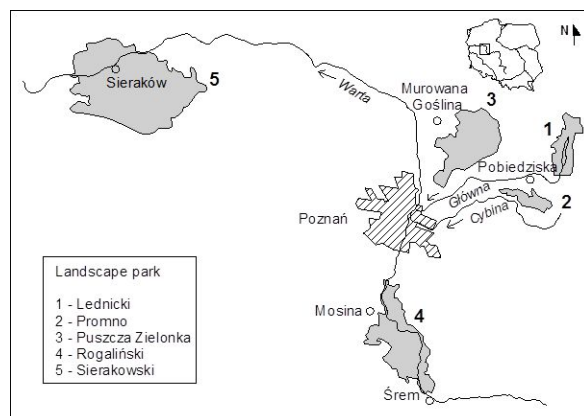 N
Sieraków
5
Warta
Murowana
Goślina
3
1
Pobiedziska
Główna
2
Cybina
Poznań
Landscape park
1 - Lednicki
2 - Promno
3 - Puszcza Zielonka
4 - Rogaliński
5 - Sierakowski
Mosina
4
Śrem